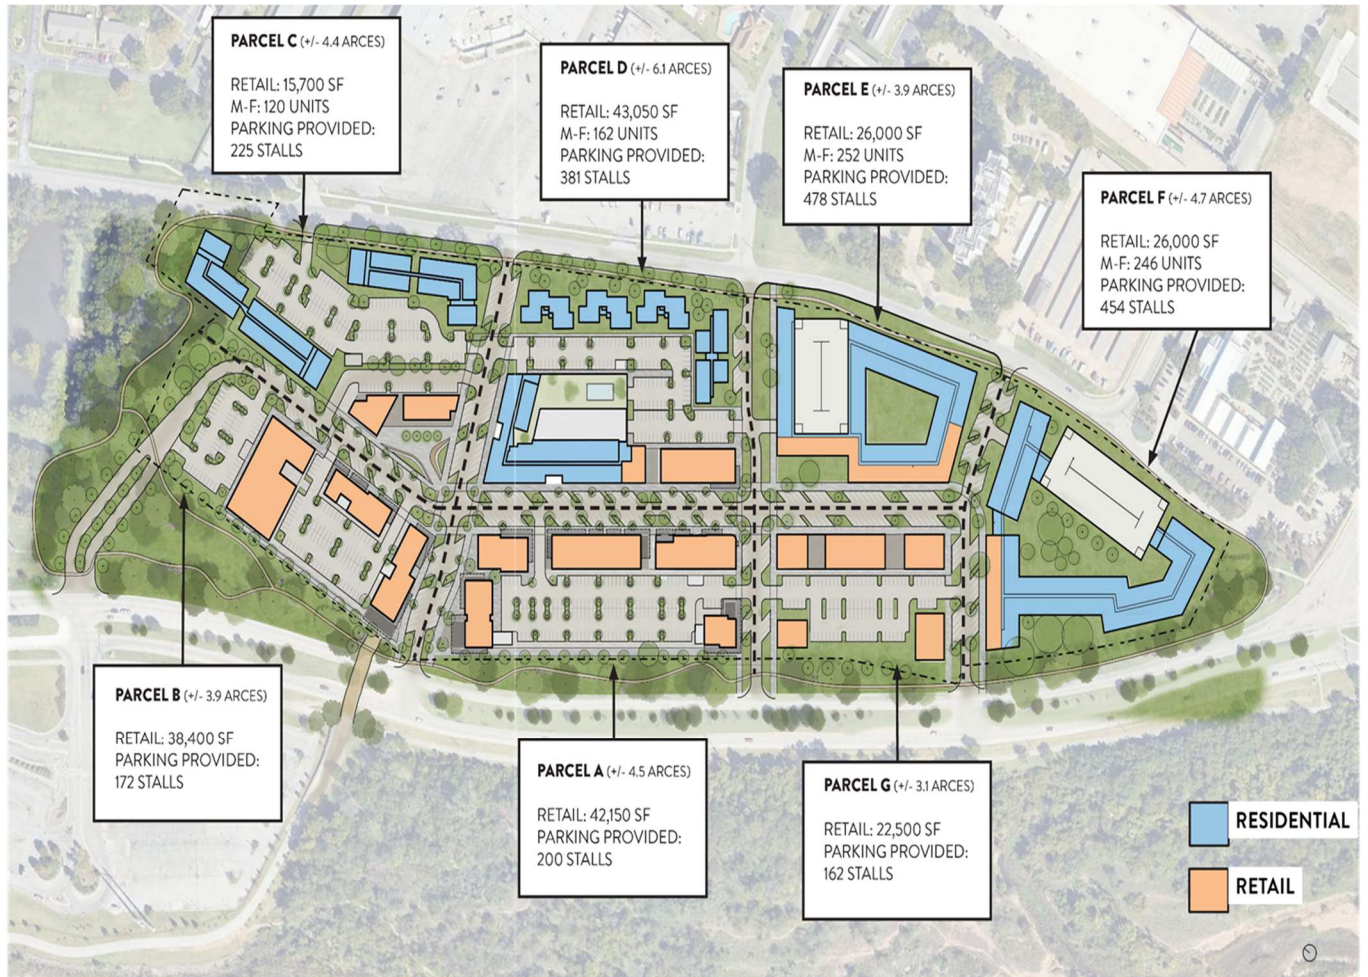 PARCEL C (+/- 4.4 ARCES)
RETAIL: 15,700 SF
M-F: 120 UNITS
PARKING PROVIDED:
225 STALLS
PARCEL D (+/- 6.1 ARCES)
RETAIL: 43,050 SF
M-F: 162 UNITS
PARKING PROVIDED:
381 STALLS
PARCEL E (+/- 3.9 ARCES)
RETAIL: 26,000 SF
M-F: 252 UNITS
PARKING PROVIDED:
478 STALLS
PARCEL F (+/- 4.7 ARCES)
RETAIL: 26,000 SF
M-F: 246 UNITS
PARKING PROVIDED:
454 STALLS
PARCEL B (+/- 3.9 ARCES)
RETAIL: 38,400 SF
PARKING PROVIDED:
172 STALLS
PARCEL A (+/- 4.5 ARCES)
RETAIL: 42,150 SF
PARKING PROVIDED:
200 STALLS
PARCEL G (+/- 3.1 ARCES)
RETAIL: 22,500 SF
PARKING PROVIDED:
162 STALLS
RESIDENTIAL
RETAIL